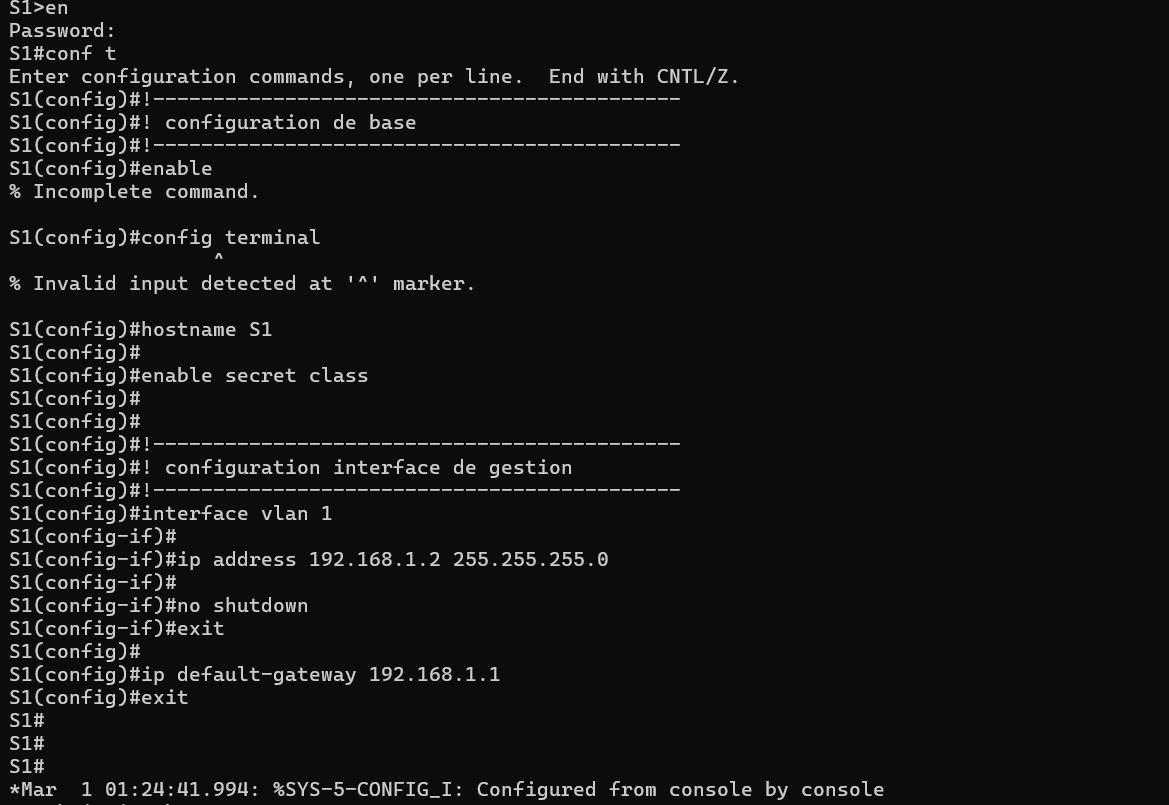 S1>en
Password:
S1#conf t
Enter configuration commands, one per line.  End with CNTL/Z.
S1(config)#!--------------------------------------------
S1(config)#! configuration de base
S1(config)#!--------------------------------------------
S1(config)#enable
% Incomplete command.

S1(config)#config terminal
                 ^
% Invalid input detected at '^' marker.

S1(config)#hostname S1
S1(config)#
S1(config)#enable secret class
S1(config)#
S1(config)#
S1(config)#!--------------------------------------------
S1(config)#! configuration interface de gestion
S1(config)#!--------------------------------------------
S1(config)#interface vlan 1
S1(config-if)#
S1(config-if)#ip address 192.168.1.2 255.255.255.0
S1(config-if)#
S1(config-if)#no shutdown
S1(config-if)#exit
S1(config)#
S1(config)#ip default-gateway 192.168.1.1
S1(config)#exit
S1#
S1#
S1#
*Mar  1 01:24:41.994: %SYS-5-CONFIG_I: Configured from console by console